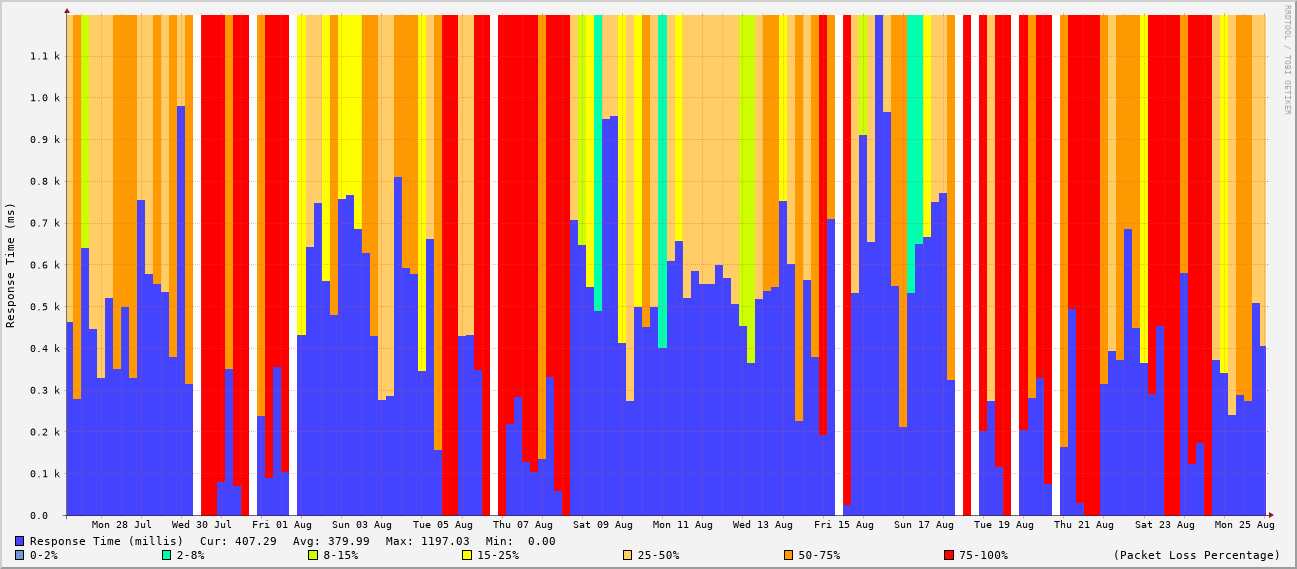 RRDTOOL / TOBI OETIKER
Response Time (ms)
1.1 k
1.0 k
0.9 k
0.8 k
0.7 k
0.6 k
0.5 k
0.4 k
0.3 k
0.2 k
0.1 k
0.0
Mon 28 Jul Wed 30 Jul Fri 01 Aug Sun 03 Aug Tue 05 Aug Thu 07 Aug Sat 09 Aug Mon 11 Aug Wed 13 Aug Fri 15 Aug Sun 17 Aug Tue 19 Aug Thu 21 Aug Sat 23 Aug Mon 25 Aug
Response Time (millis) Cur: 407.29 Avg: 379.99 Max: 1197.03 Min: 0.00
0-2% 2-8% 8-15% 15-25% 25-50% 50-75% 75-100% (Packet Loss Percentage)